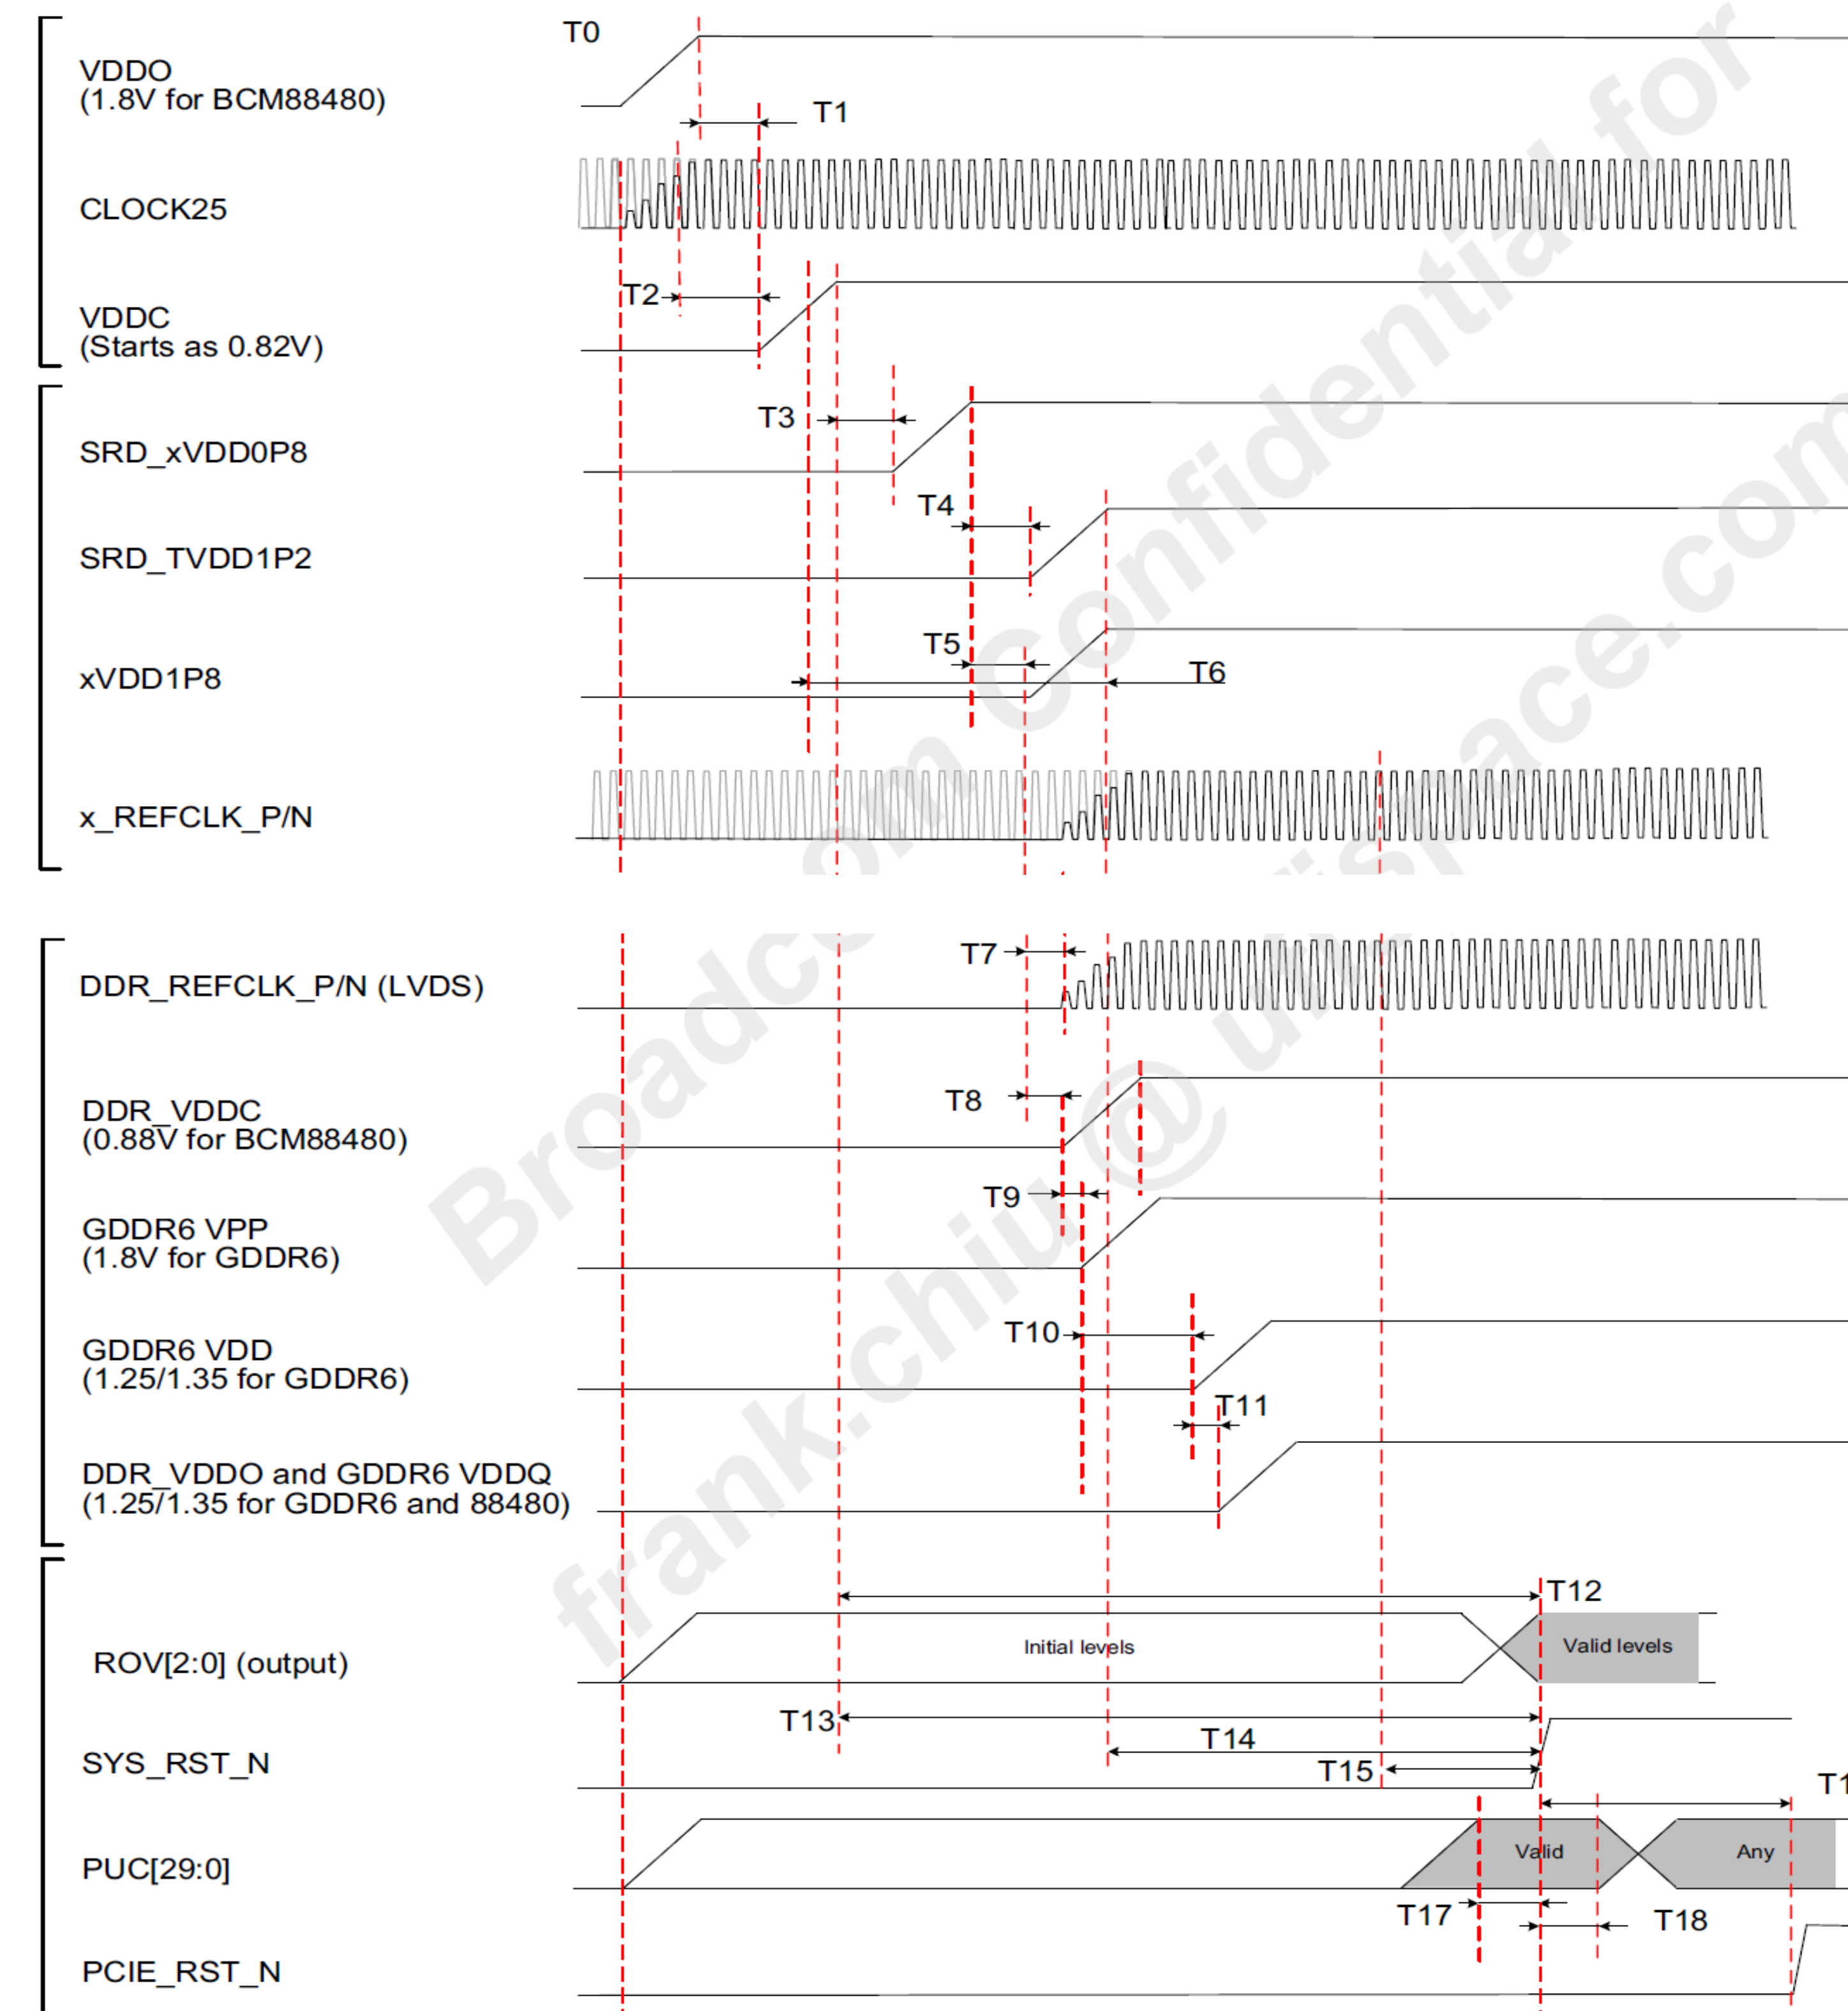 T0
VDDO
(1.8V for BCM88480)
T1
CLOCK25
T2
VDDC
(Starts as 0.82V)
T3
SRD_xVDD0P8
T4
SRD_TVDD1P2
T5
T6
xVDD1P8
x_REFCLK_P/N
T7
DDR_REFCLK_P/N (LVDS)
T8
DDR_VDDC
(0.88V for BCM88480)
T9
GDDR6 VPP
(1.8V for GDDR6)
T10
GDDR6 VDD
(1.25/1.35 for GDDR6)
T11
DDR_VDDO and GDDR6 VDDQ
(1.25/1.35 for GDDR6 and 88480)
T12
ROV[2:0] (output)
Initial levels
Valid levels
T13
T14
SYS_RST_N
T15
PUC[29:0]
Valid
Any
T17
T18
PCIE_RST_N
Broadcom Confidential for
frank.chiu @